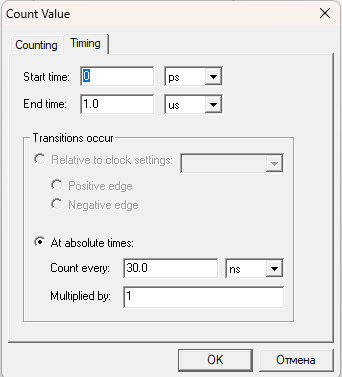 Count Value
Counting Timing
Start time: 0 ps
End time: 1.0 us
Transitions occur
Relative to clock settings:
Positive edge
Negative edge
At absolute times:
Count every: 30.0 ns
Multiplied by: 1
OK Отмена